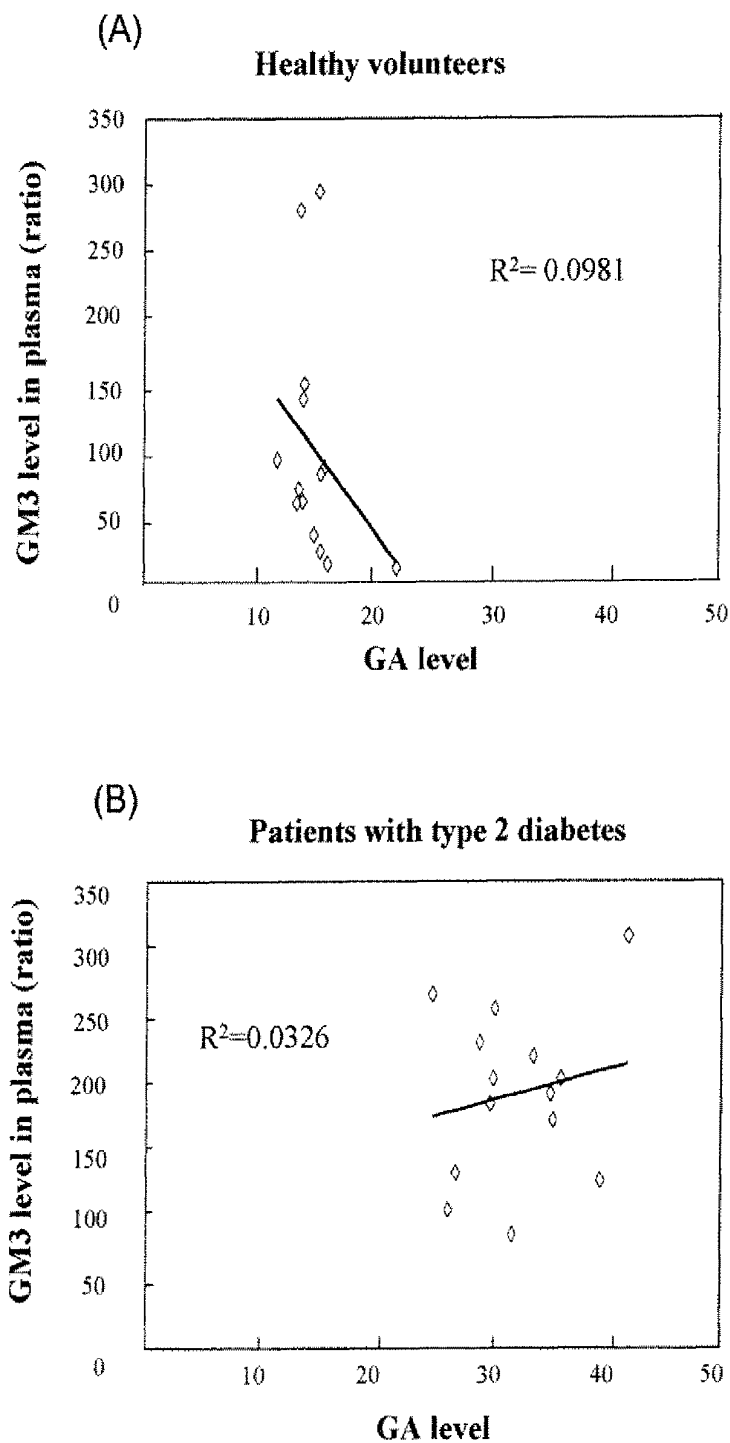 (A)
Healthy volunteers
GM3 level in plasma (ratio)
350
300
250
200
150
100
50
0
R²= 0.0981
10 20 30 40 50
GA level
(B)
Patients with type 2 diabetes
GM3 level in plasma (ratio)
350
300
250
200
150
100
50
0
R²=0.0326
10 20 30 40 50
GA level